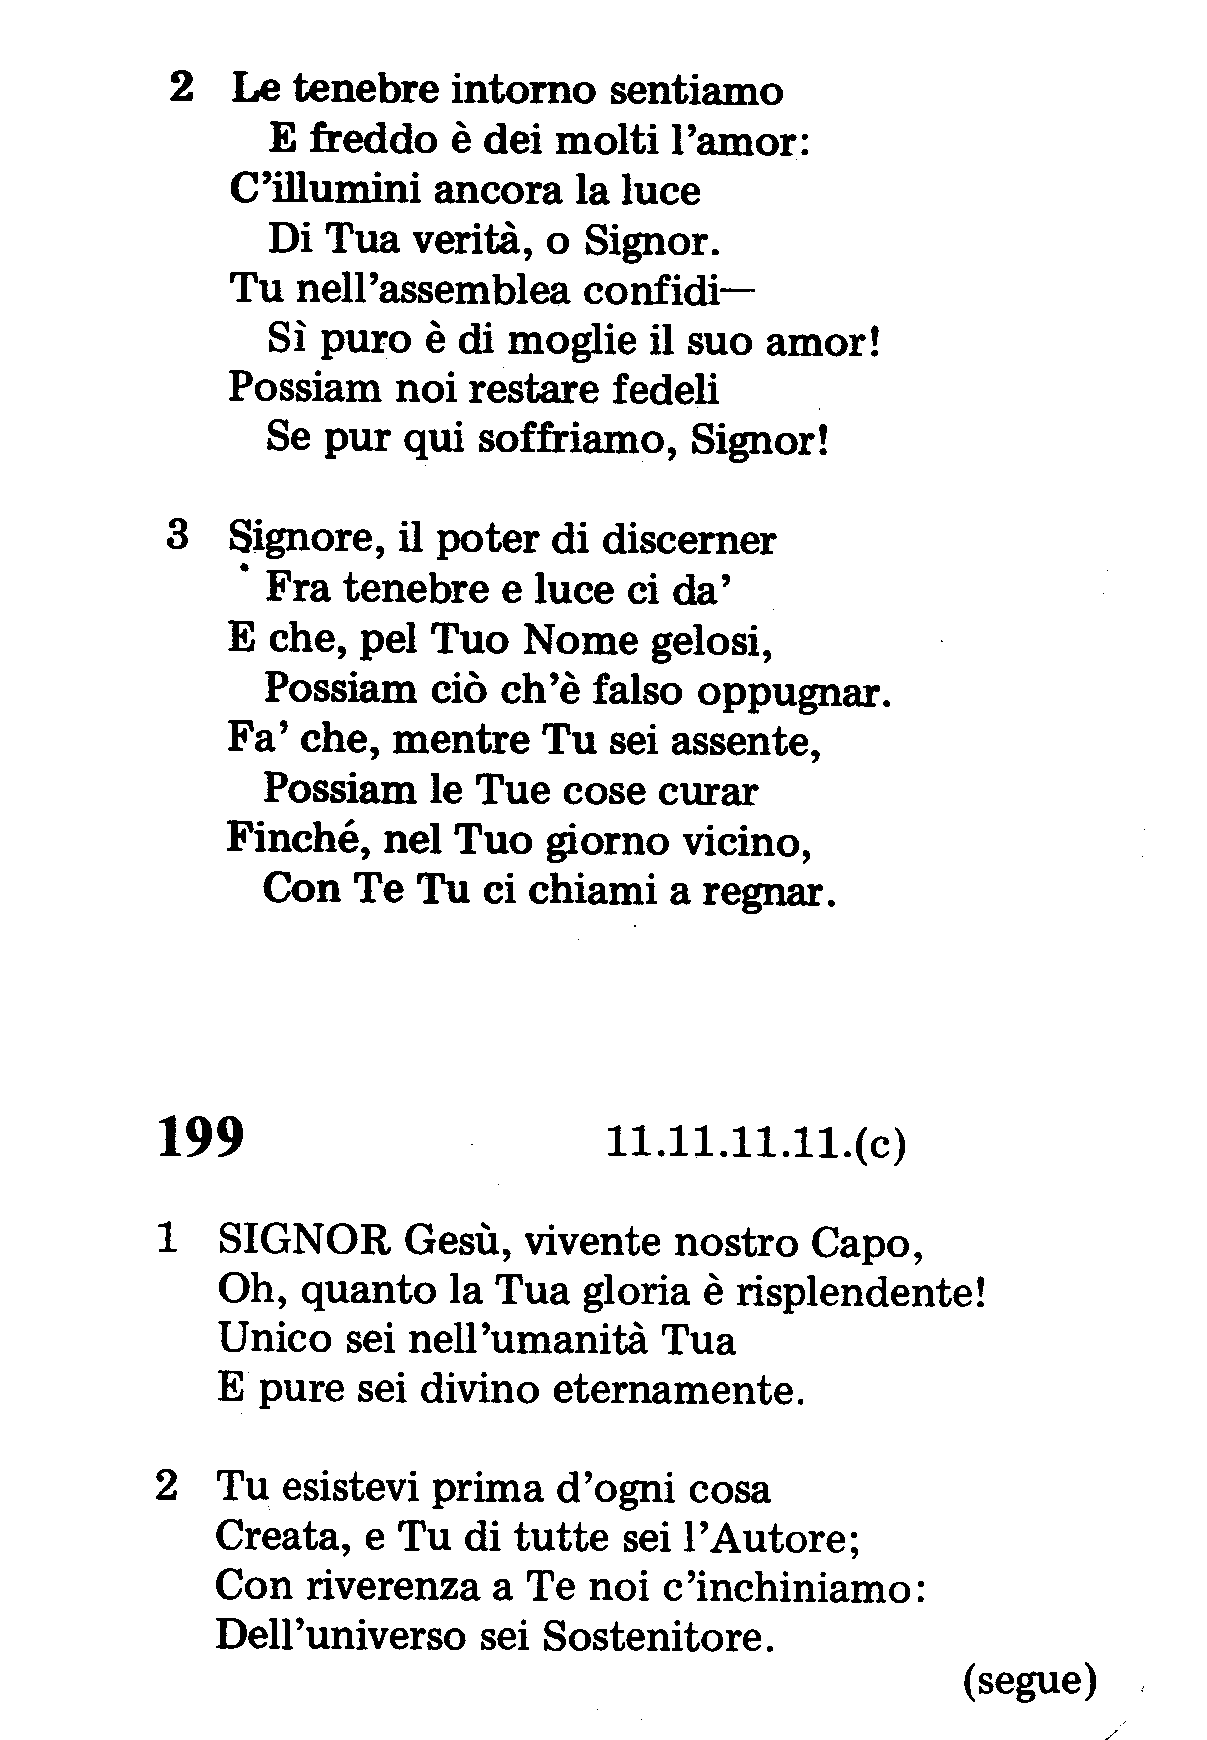 2 Le tenebre intorno sentiamo
E freddo è dei molti l'amor:
C'illumini ancora la luce
Di Tua verità, o Signor.
Tu nell'assemblea confidi—
Sì puro è di moglie il suo amor!
Possiam noi restare fedeli
Se pur qui soffriamo, Signor!
3 Signore, il poter di discerner
Fra tenebre e luce ci da'
E che, pel Tuo Nome gelosi,
Possiam ciò ch'è falso oppugnar.
Fa' che, mentre Tu sei assente,
Possiam le Tue cose curar
Finché, nel Tuo giorno vicino,
Con Te Tu ci chiami a regnar.
199 11.11.11.11.(c)
1 SIGNOR Gesù, vivente nostro Capo,
Oh, quanto la Tua gloria è risplendente!
Unico sei nell'umanità Tua
E pure sei divino eternamente.
2 Tu esistevi prima d'ogni cosa
Creata, e Tu di tutte sei l'Autore;
Con riverenza a Te noi c'inchiniamo:
Dell'universo sei Sostenitore.
(segue)